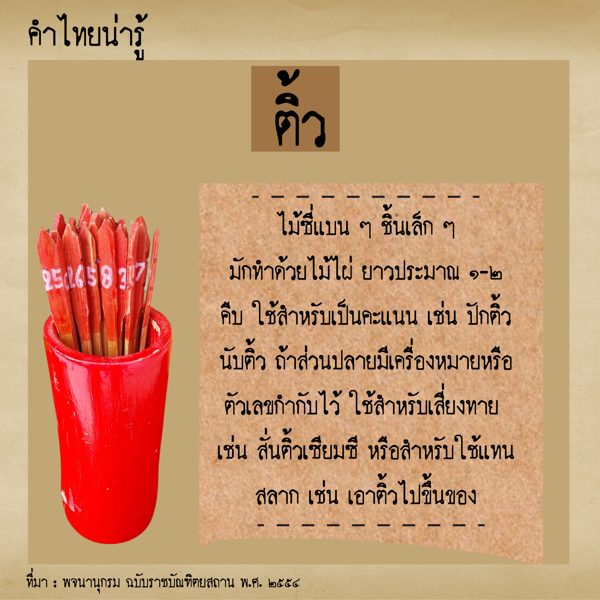 คำไทยน่ารู้
ติ้ว
ไม้ซี่แบน ๆ ชิ้นเล็ก ๆ
มักทำด้วยไม้ไผ่ ยาวประมาณ ๑-๒
คืบ ใช้สำหรับเป็นคะแนน เช่น ปักติ้ว
นับติ้ว ถ้าส่วนปลายมีเครื่องหมายหรือ
ตัวเลขกำกับไว้ ใช้สำหรับเสี่ยงทาย
เช่น สั่นติ้วเซียมซี หรือสำหรับใช้แทน
สลาก เช่น เอาติ้วไปขึ้นของ
ที่มา : พจนานุกรม ฉบับราชบัณฑิตยสถาน พ.ศ. ๒๕๕๔